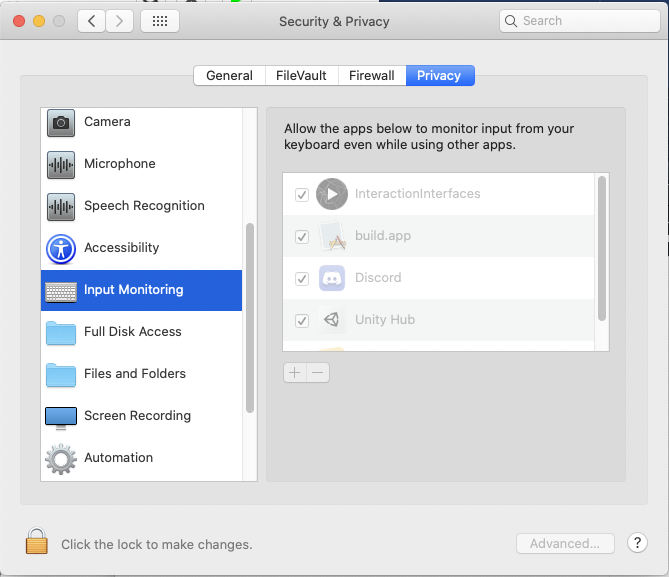 Security & Privacy
Search
General
FileVault
Firewall
Privacy
Camera
Microphone
Speech Recognition
Accessibility
Input Monitoring
Full Disk Access
Files and Folders
Screen Recording
Automation
Allow the apps below to monitor input from your
keyboard even while using other apps.
InteractionInterfaces
build.app
Discord
Unity Hub
Click the lock to make changes.
Advanced...
?